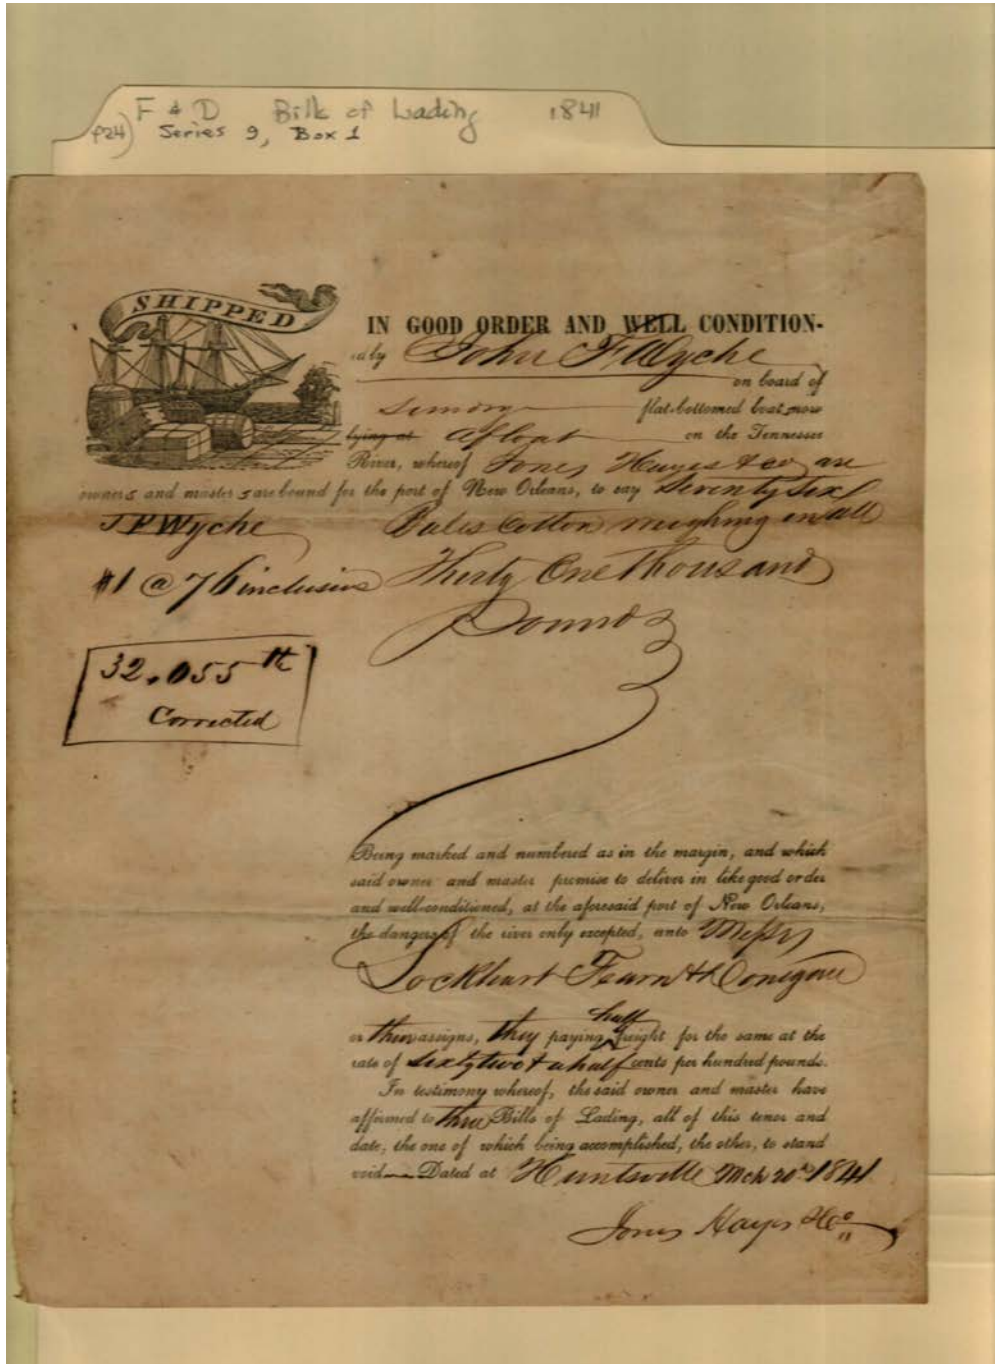 F & D Bills of Lading 1841
P24) Series 9, Box 1
SHIPPED
IN GOOD ORDER AND WELL CONDITION-
ed by John F Wyche
on board of
flat-bottomed boat now
lying at Afloat on the Tennessee
River, whereof Jones Hayes & co are
owners and masters are bound for the port of New Orleans, to say Seventy Six
J F Wyche Bales Cotton weighing in all
#1 @ 76 inclusive Thirty One Thousand
Pounds
32,055 lb
Corrected
Being marked and numbered as in the margin, and which
said owner and master promise to deliver in like good order
and well-conditioned, at the aforesaid port of New Orleans,
the dangers of the river only excepted, unto Messrs
Lockhart Fearn & Donegan
half
or their assigns, they paying freight for the same at the
rate of Sixty two & a half cents per hundred pounds.
In testimony whereof, the said owner and master have
affirmed to three Bills of Lading, all of this tenor and
date, the one of which being accomplished, the other, to stand
void— Dated at Huntsville Mch 20th 1841
Jones Hayes & Co